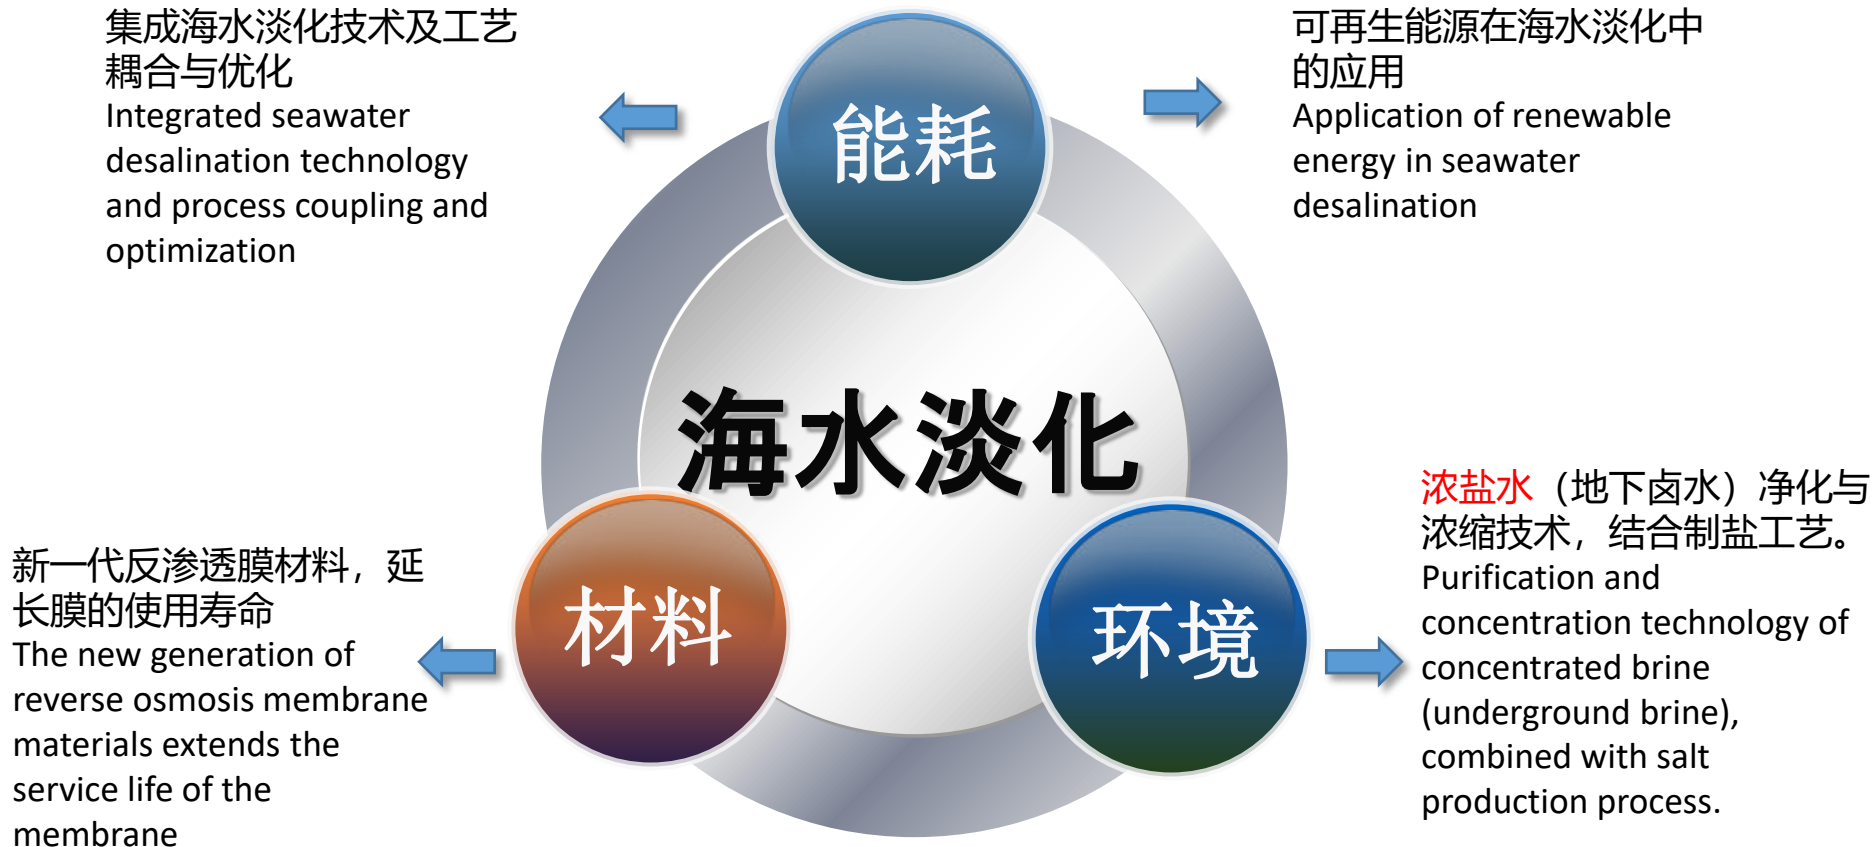 集成海水淡化技术及工艺
耦合与优化
Integrated seawater
desalination technology
and process coupling and
optimization
能耗
可再生能源在海水淡化中
的应用
Application of renewable
energy in seawater
desalination
海水淡化
新一代反渗透膜材料，延
长膜的使用寿命
The new generation of
reverse osmosis membrane
materials extends the
service life of the
membrane
材料
环境
浓盐水（地下卤水）净化与
浓缩技术，结合制盐工艺。
Purification and
concentration technology of
concentrated brine
(underground brine),
combined with salt
production process.